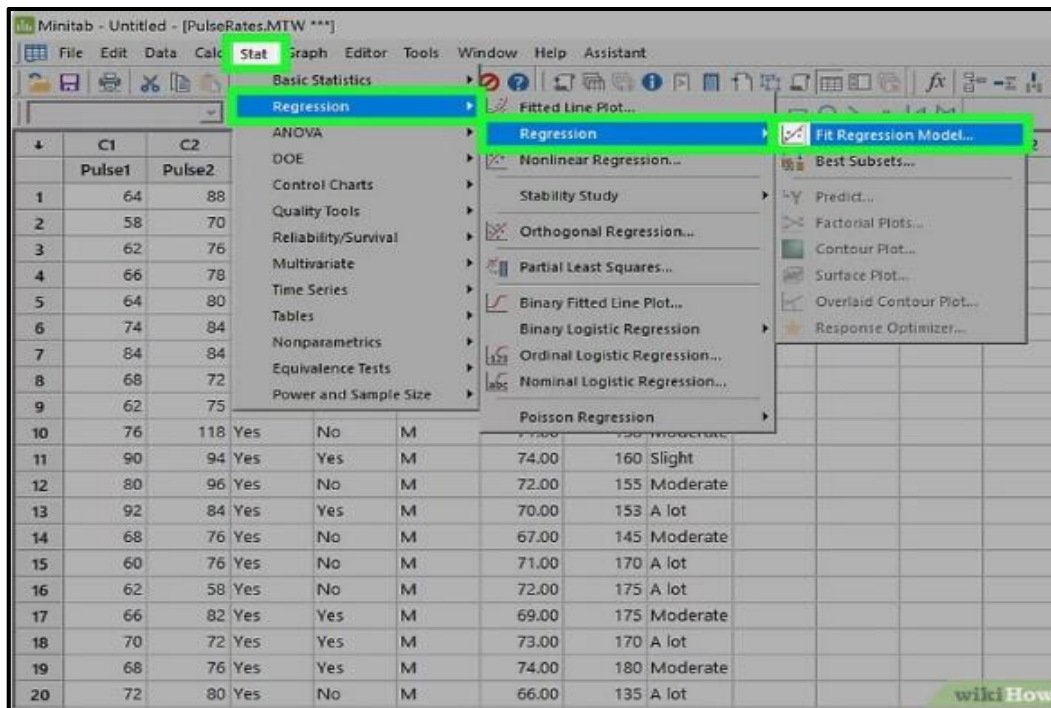 Minitab - Untitled - [PulseRates.MTW ***]
File Edit Data Calc Stat Graph Editor Tools Window Help Assistant
Basic Statistics
Regression
ANOVA
DOE
Control Charts
Quality Tools
Reliability/Survival
Multivariate
Time Series
Tables
Nonparametrics
Equivalence Tests
Power and Sample Size
Fitted Line Plot...
Regression
Nonlinear Regression...
Stability Study
Orthogonal Regression...
Partial Least Squares...
Binary Fitted Line Plot...
Binary Logistic Regression
Ordinal Logistic Regression...
Nominal Logistic Regression...
Poisson Regression
Fit Regression Model...
Best Subsets...
Predict...
Factorial Plots...
Contour Plot...
Surface Plot...
Overlaid Contour Plot...
Response Optimizer...
C1 C2
Pulse1 Pulse2
1 64 88
2 58 70
3 62 76
4 66 78
5 64 80
6 74 84
7 84 84
8 68 72
9 62 75
10 76 118 Yes No M
11 90 94 Yes Yes M 74.00 160 Slight
12 80 96 Yes No M 72.00 155 Moderate
13 92 84 Yes Yes M 70.00 153 A lot
14 68 76 Yes No M 67.00 145 Moderate
15 60 76 Yes No M 71.00 170 A lot
16 62 58 Yes No M 72.00 175 A lot
17 66 82 Yes Yes M 69.00 175 Moderate
18 70 72 Yes Yes M 73.00 170 A lot
19 68 76 Yes Yes M 74.00 180 Moderate
20 72 80 Yes No M 66.00 135 A lot
wikiHow